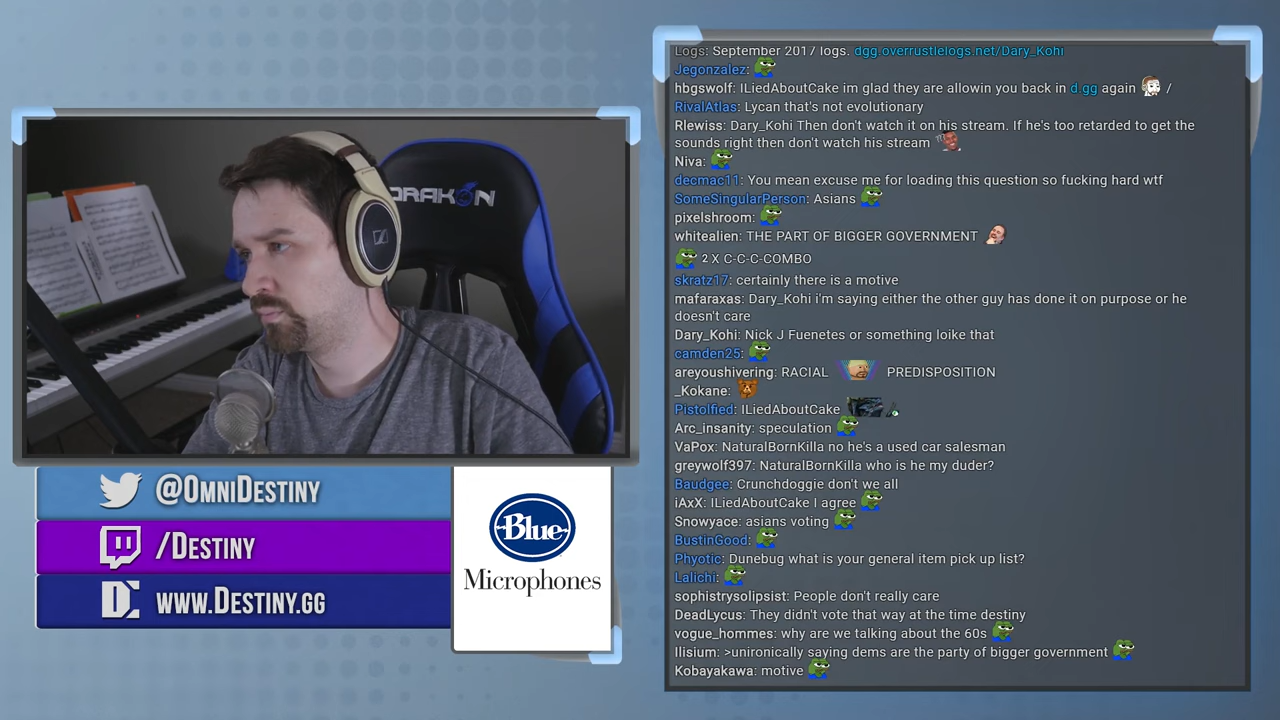 Logs: September 2017 logs. dgg.overrustlelogs.net/Dary_Kohi
Jegonzalez:
hbgswolf: ILiedAboutCake im glad they are allowin you back in d.gg again /
RivalAtlas: Lycan that's not evolutionary
Rlewiss: Dary_Kohi Then don't watch it on his stream. If he's too retarded to get the
sounds right then don't watch his stream
Niva:
decmac11: You mean excuse me for loading this question so fucking hard wtf
SomeSingularPerson: Asians
pixelshroom:
whitealien: THE PART OF BIGGER GOVERNMENT
2 X C-C-C-COMBO
skratz17: certainly there is a motive
mafaraxas: Dary_Kohi i'm saying either the other guy has done it on purpose or he
doesn't care
Dary_Kohi: Nick J Fuenetes or something loike that
camden25:
areyoushivering: RACIAL PREDISPOSITION
_Kokane:
Pistolfied: ILiedAboutCake
Arc_insanity: speculation
VaPox: NaturalBornKilla no he's a used car salesman
greywolf397: NaturalBornKilla who is he my duder?
Baudgee: Crunchdoggie don't we all
iAxX: ILiedAboutCake I agree
Snowyace: asians voting
BustinGood:
Phyotic: Dunebug what is your general item pick up list?
Lalichi:
sophistrysolipsist: People don't really care
DeadLycus: They didn't vote that way at the time destiny
vogue_hommes: why are we talking about the 60s
Ilisium: >unironically saying dems are the party of bigger government
Kobayakawa: motive
DRAKON
@OmniDestiny
/Destiny
www.Destiny.gg
Blue
Microphones